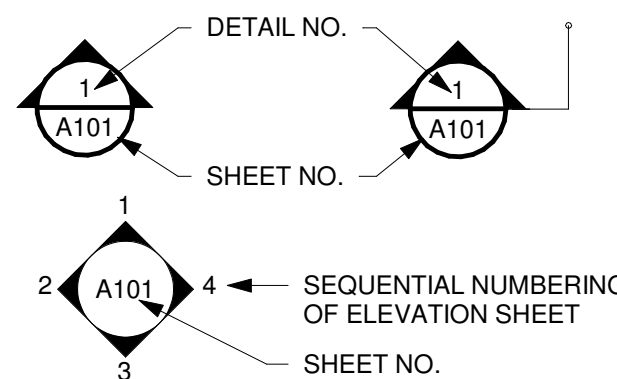 DETAIL NO.
1
1
A101
A101
SHEET NO.
1
2
A101
4
SEQUENTIAL NUMBERING
OF ELEVATION SHEET
SHEET NO.
3